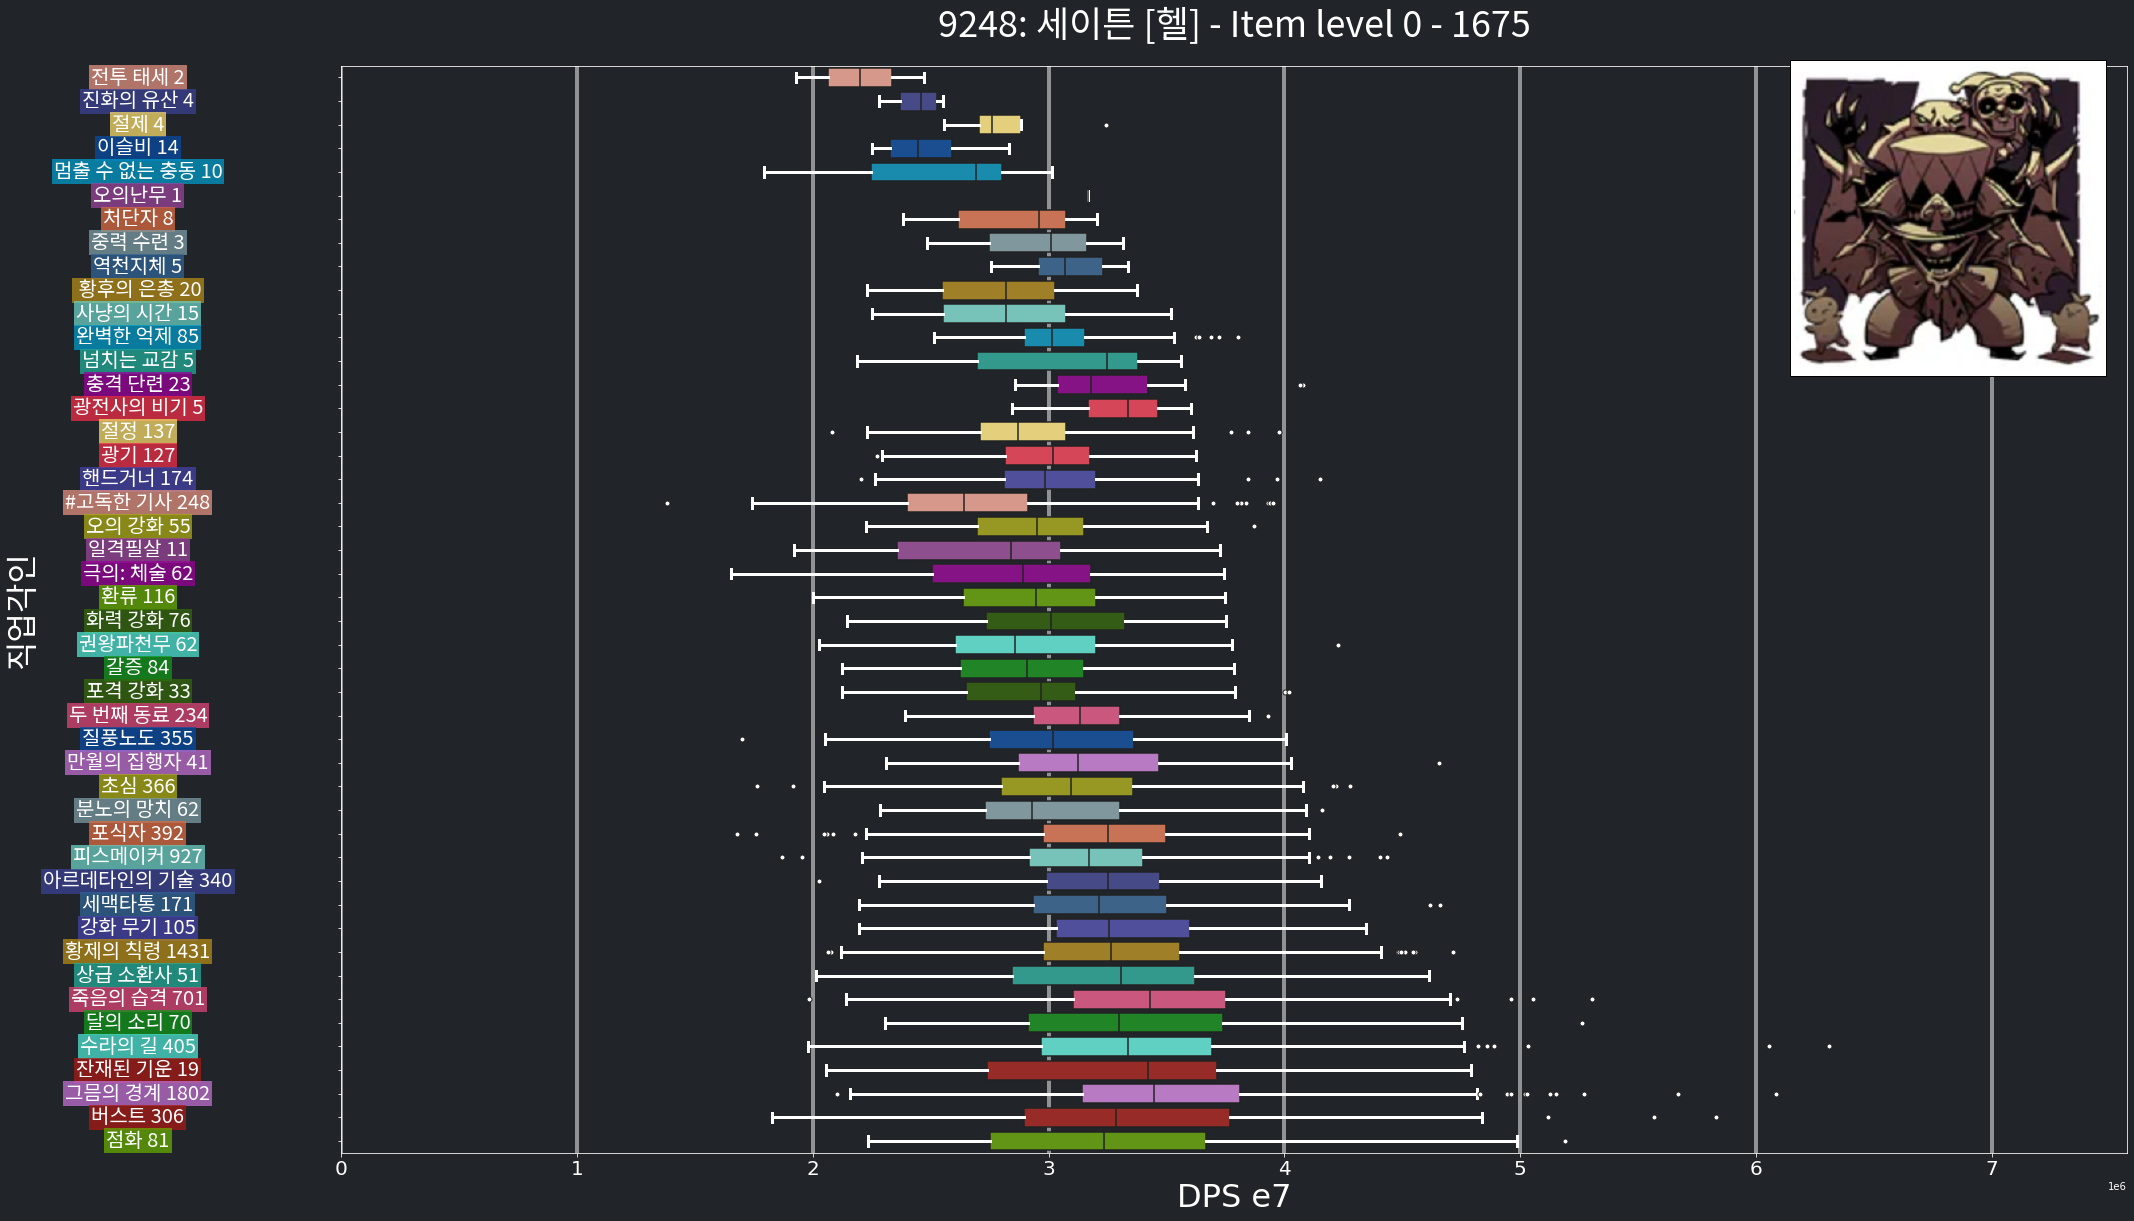 9248: 세이튼 [헬] - Item level 0 - 1675
직업각인
전투 태세 2
진화의 유산 4
절제 4
이슬비 14
멈출 수 없는 충동 10
오의난무 1
처단자 8
중력 수련 3
역천지체 5
황후의 은총 20
사냥의 시간 15
완벽한 억제 85
넘치는 교감 5
충격 단련 23
광전사의 비기 5
절정 137
광기 127
핸드거너 174
#고독한 기사 248
오의 강화 55
일격필살 11
극의: 체술 62
환류 116
화력 강화 76
권왕파천무 62
갈증 84
포격 강화 33
두 번째 동료 234
질풍노도 355
만월의 집행자 41
초심 366
분노의 망치 62
포식자 392
피스메이커 927
아르데타인의 기술 340
세맥타통 171
강화 무기 105
황제의 칙령 1431
상급 소환사 51
죽음의 습격 701
달의 소리 70
수라의 길 405
잔재된 기운 19
그믐의 경계 1802
버스트 306
점화 81
0 1 2 3 4 5 6 7
DPS e7
1e6